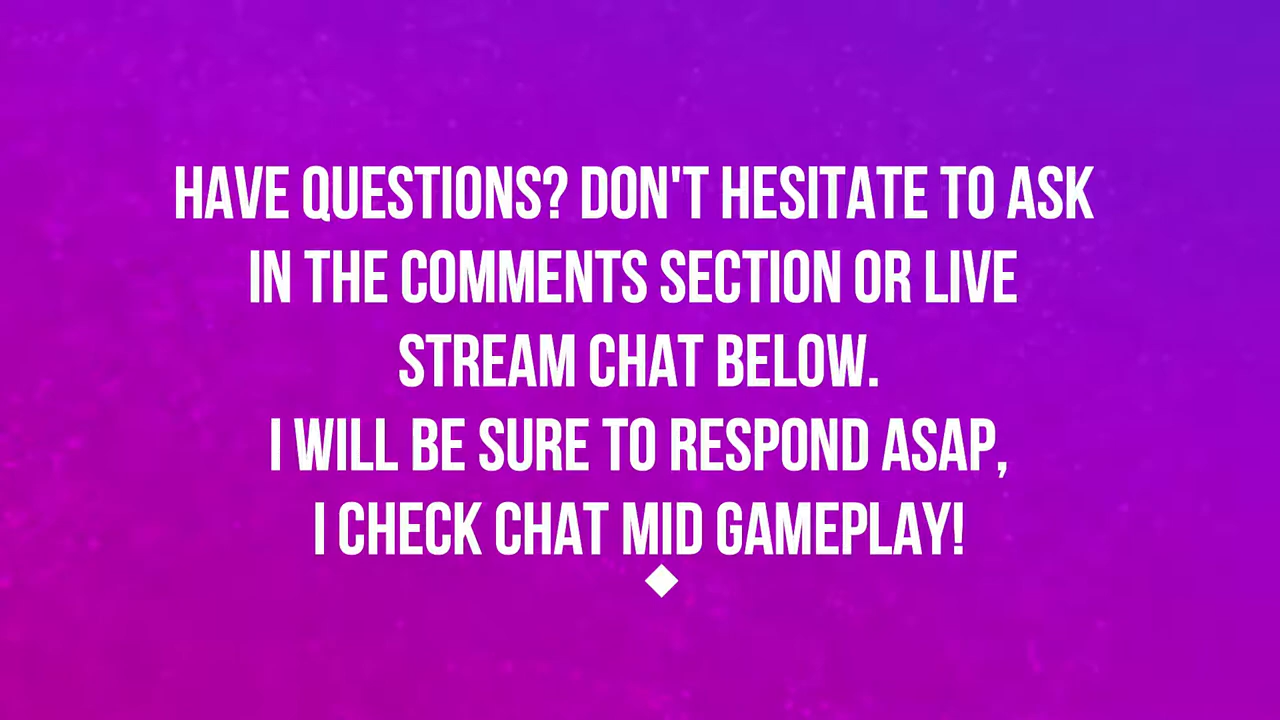 HAVE QUESTIONS? DON'T HESITATE TO ASK
IN THE COMMENTS SECTION OR LIVE
STREAM CHAT BELOW.
I WILL BE SURE TO RESPOND ASAP,
I CHECK CHAT MID GAMEPLAY!